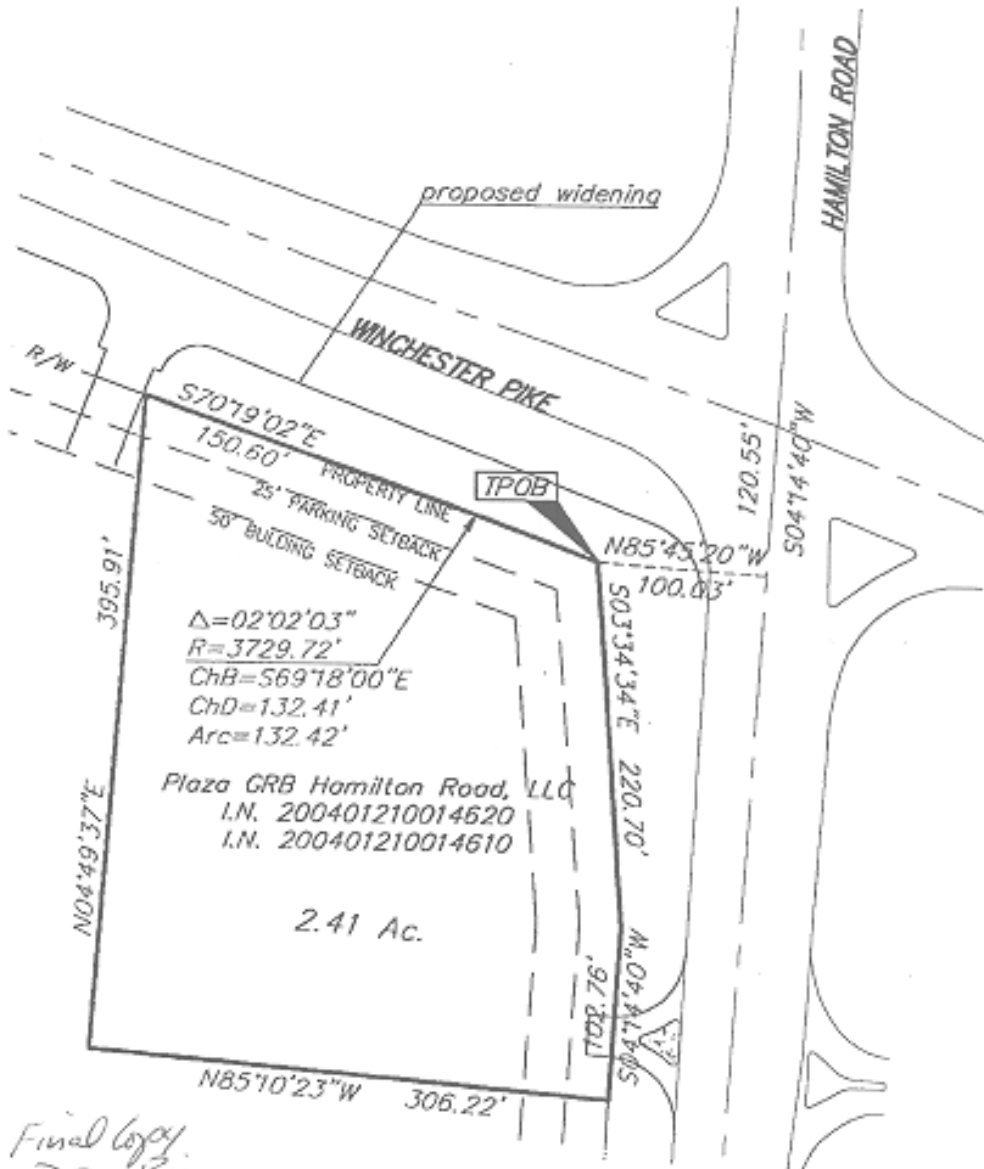 HAMILTON ROAD
proposed widening
WINCHESTER PIKE
R/W
S70°19'02"E
150.60'
PROPERTY LINE
25' PARKING SETBACK
50' BULDING SETBACK
TPOB
N85°45'20"W
100.03'
120.55'
S04°14'40"W
395.91'
N04°49'37"E
Δ=02°02'03"
R=3729.72'
ChB=S69°18'00"E
ChD=132.41'
Arc=132.42'
S03°34'34"E 220.70'
Plaza GRB Hamilton Road, LLC
I.N. 200401210014620
I.N. 200401210014610
2.41 Ac.
102.76'
S04°14'40"W
N85°10'23"W 306.22'
Final Copy